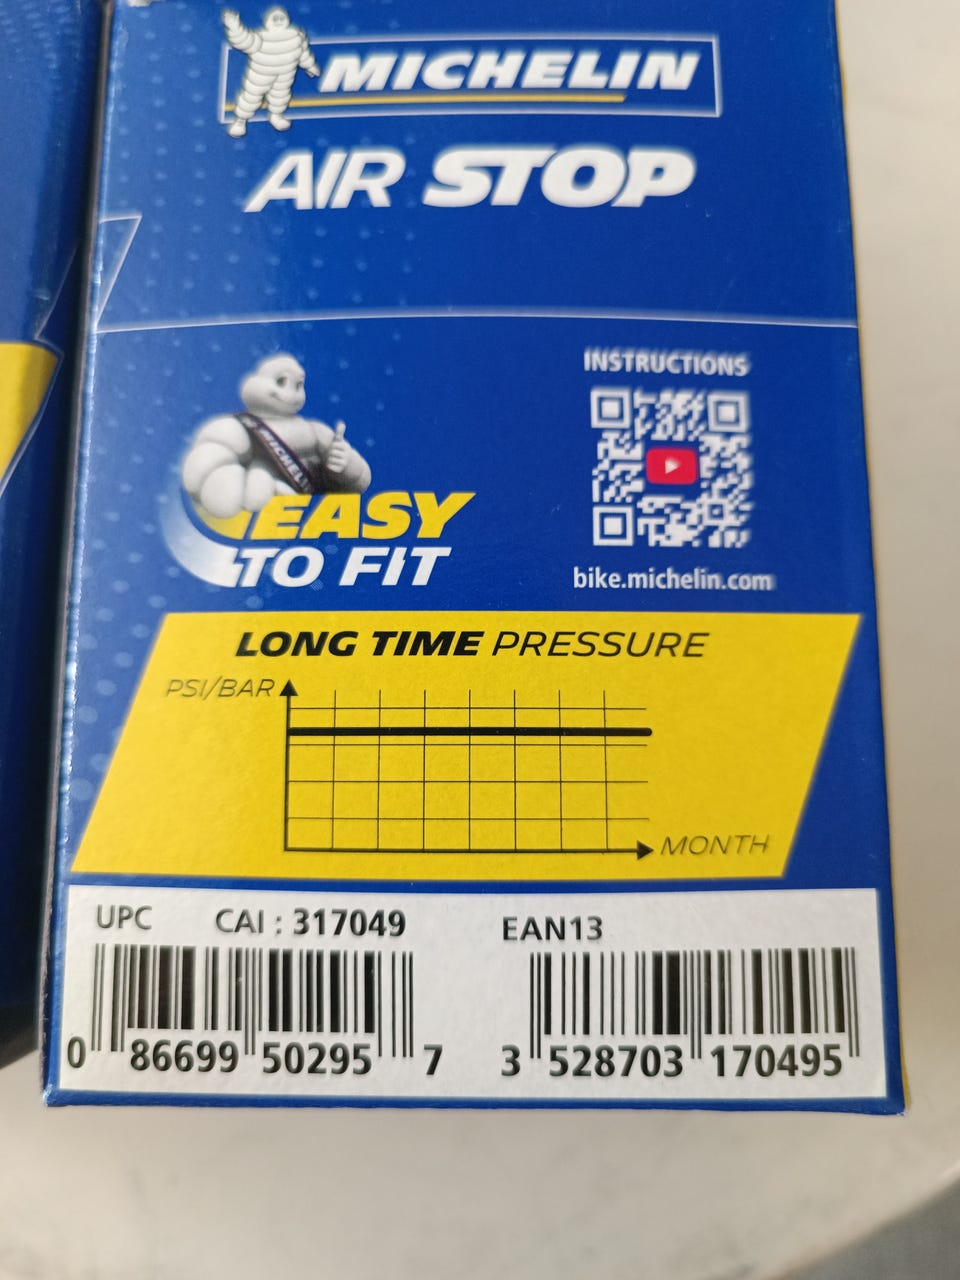 MICHELIN
AIR STOP
INSTRUCTIONS
MICHELIN
EASY
TO FIT
bike.michelin.com
LONG TIME PRESSURE
PSI/BAR
MONTH
UPC CAI : 317049 EAN13
0 86699 50295 7 3 528703 170495